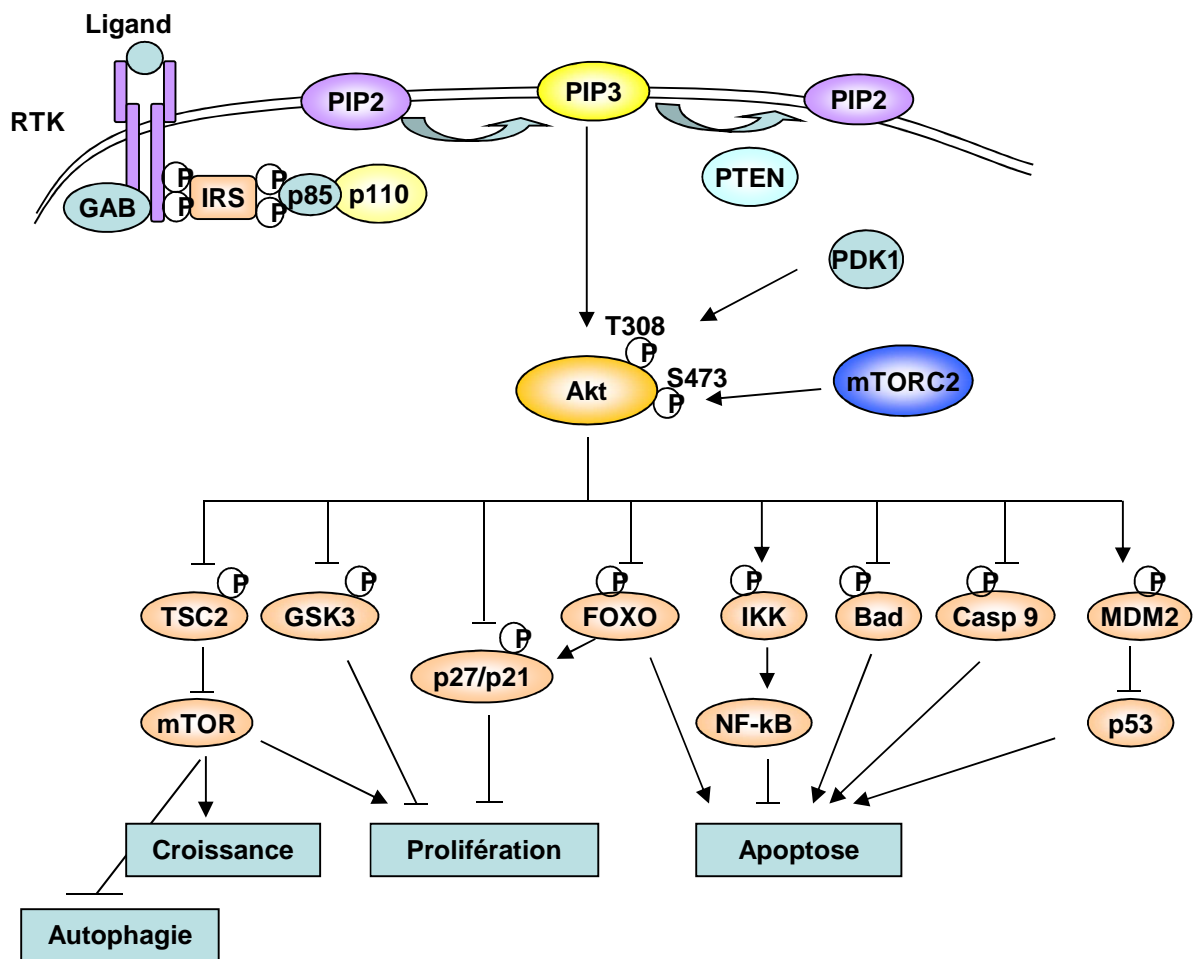 Ligand
RTK
PIP2
PIP3
PIP2
PTEN
GAB
P
P
IRS
P
P
p85
p110
PDK1
T308
P
Akt
S473
P
mTORC2
P
P
P
P
P
P
P
P
TSC2
GSK3
p27/p21
FOXO
IKK
Bad
Casp 9
MDM2
mTOR
NF-kB
p53
Croissance
Prolifération
Apoptose
Autophagie